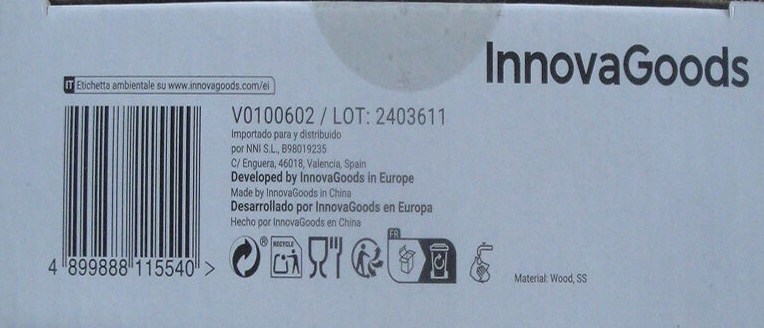 InnovaGoods
IT Etichetta ambientale su www.innovagoods.com/ei
V0100602 / LOT: 2403611
Importado para y distribuido
por NNI S.L., B98019235
C/ Enguera, 46018, Valencia, Spain
Developed by InnovaGoods in Europe
Made by InnovaGoods in China
Desarrollado por InnovaGoods en Europa
Hecho por InnovaGoods en China
4 899888 115540 >
® RECYCLE FR
Material: Wood, SS